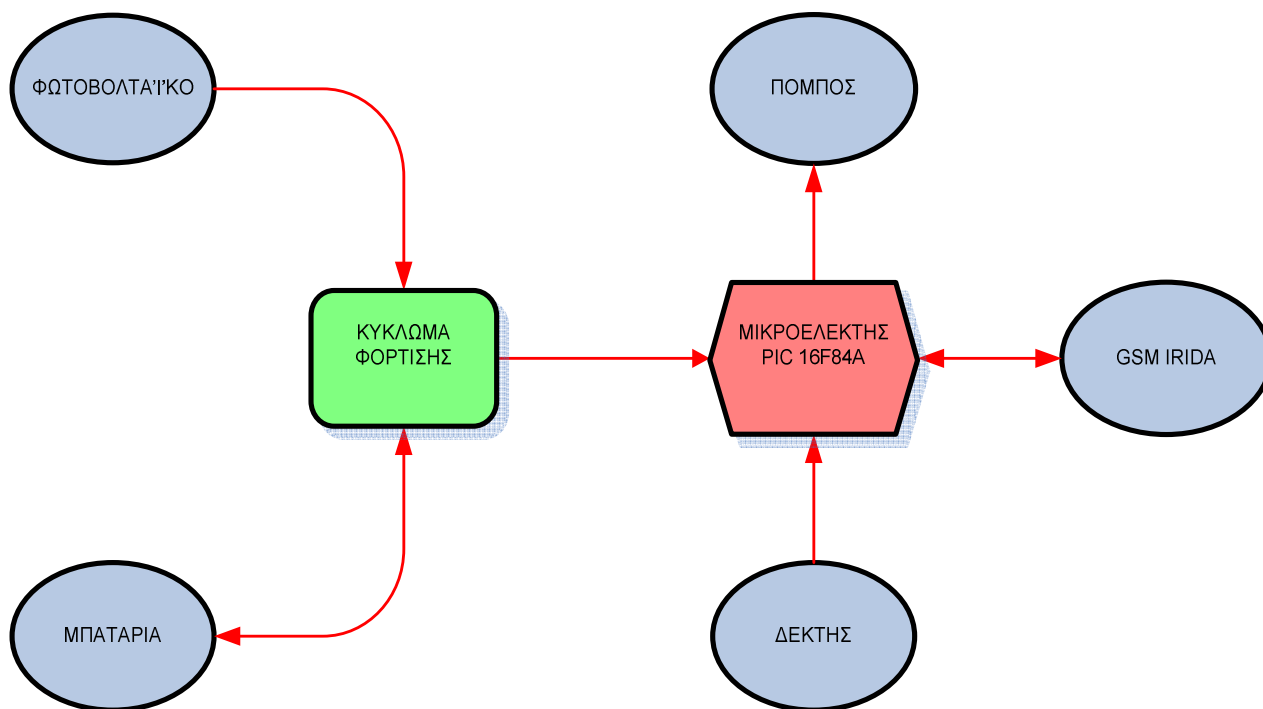 ΦΩΤΟΒΟΛΤΑ'Ι'ΚΟ
ΠΟΜΠΟΣ
ΚΥΚΛΩΜΑ
ΦΟΡΤΙΣΗΣ
ΜΙΚΡΟΕΛΕΚΤΗΣ
PIC 16F84A
GSM IRIDA
ΜΠΑΤΑΡΙΑ
ΔΕΚΤΗΣ